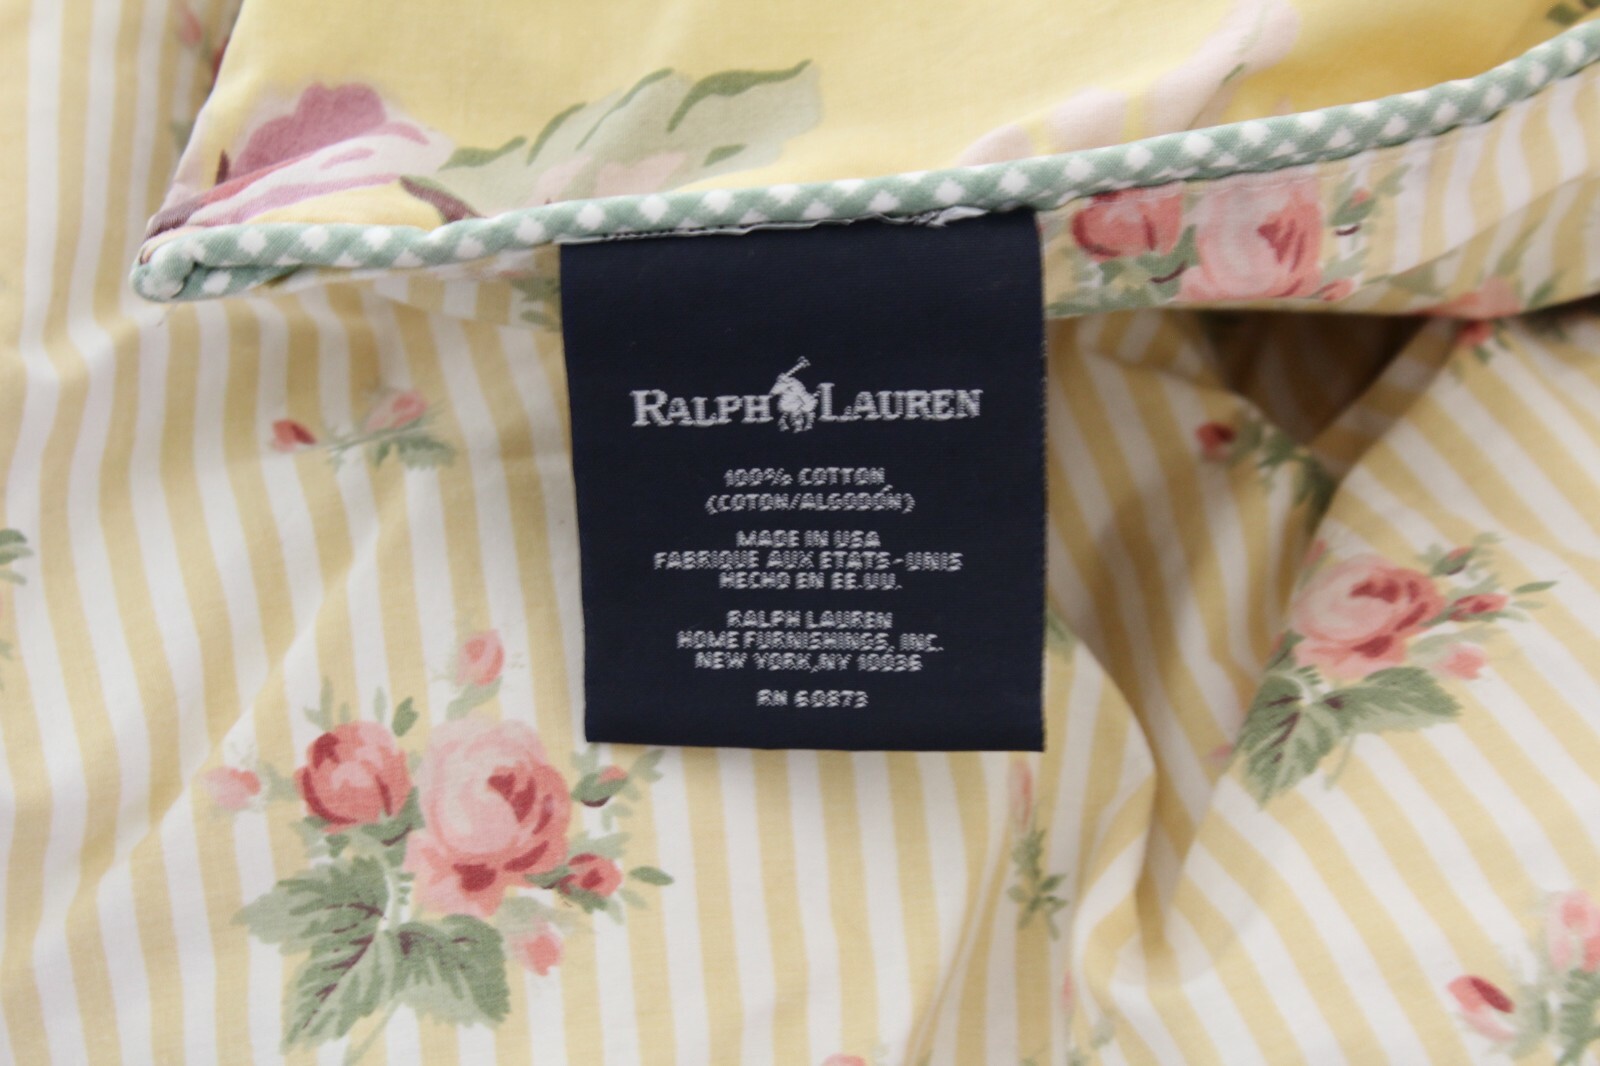 RALPH LAUREN
100% COTTON
(COTON/ALGODÓN)
MADE IN USA
FABRIQUE AUX ETATS-UNIS
HECHO EN EE.UU.
RALPH LAUREN
HOME FURNISHINGS, INC.
NEW YORK, NY 10036
RN 60873